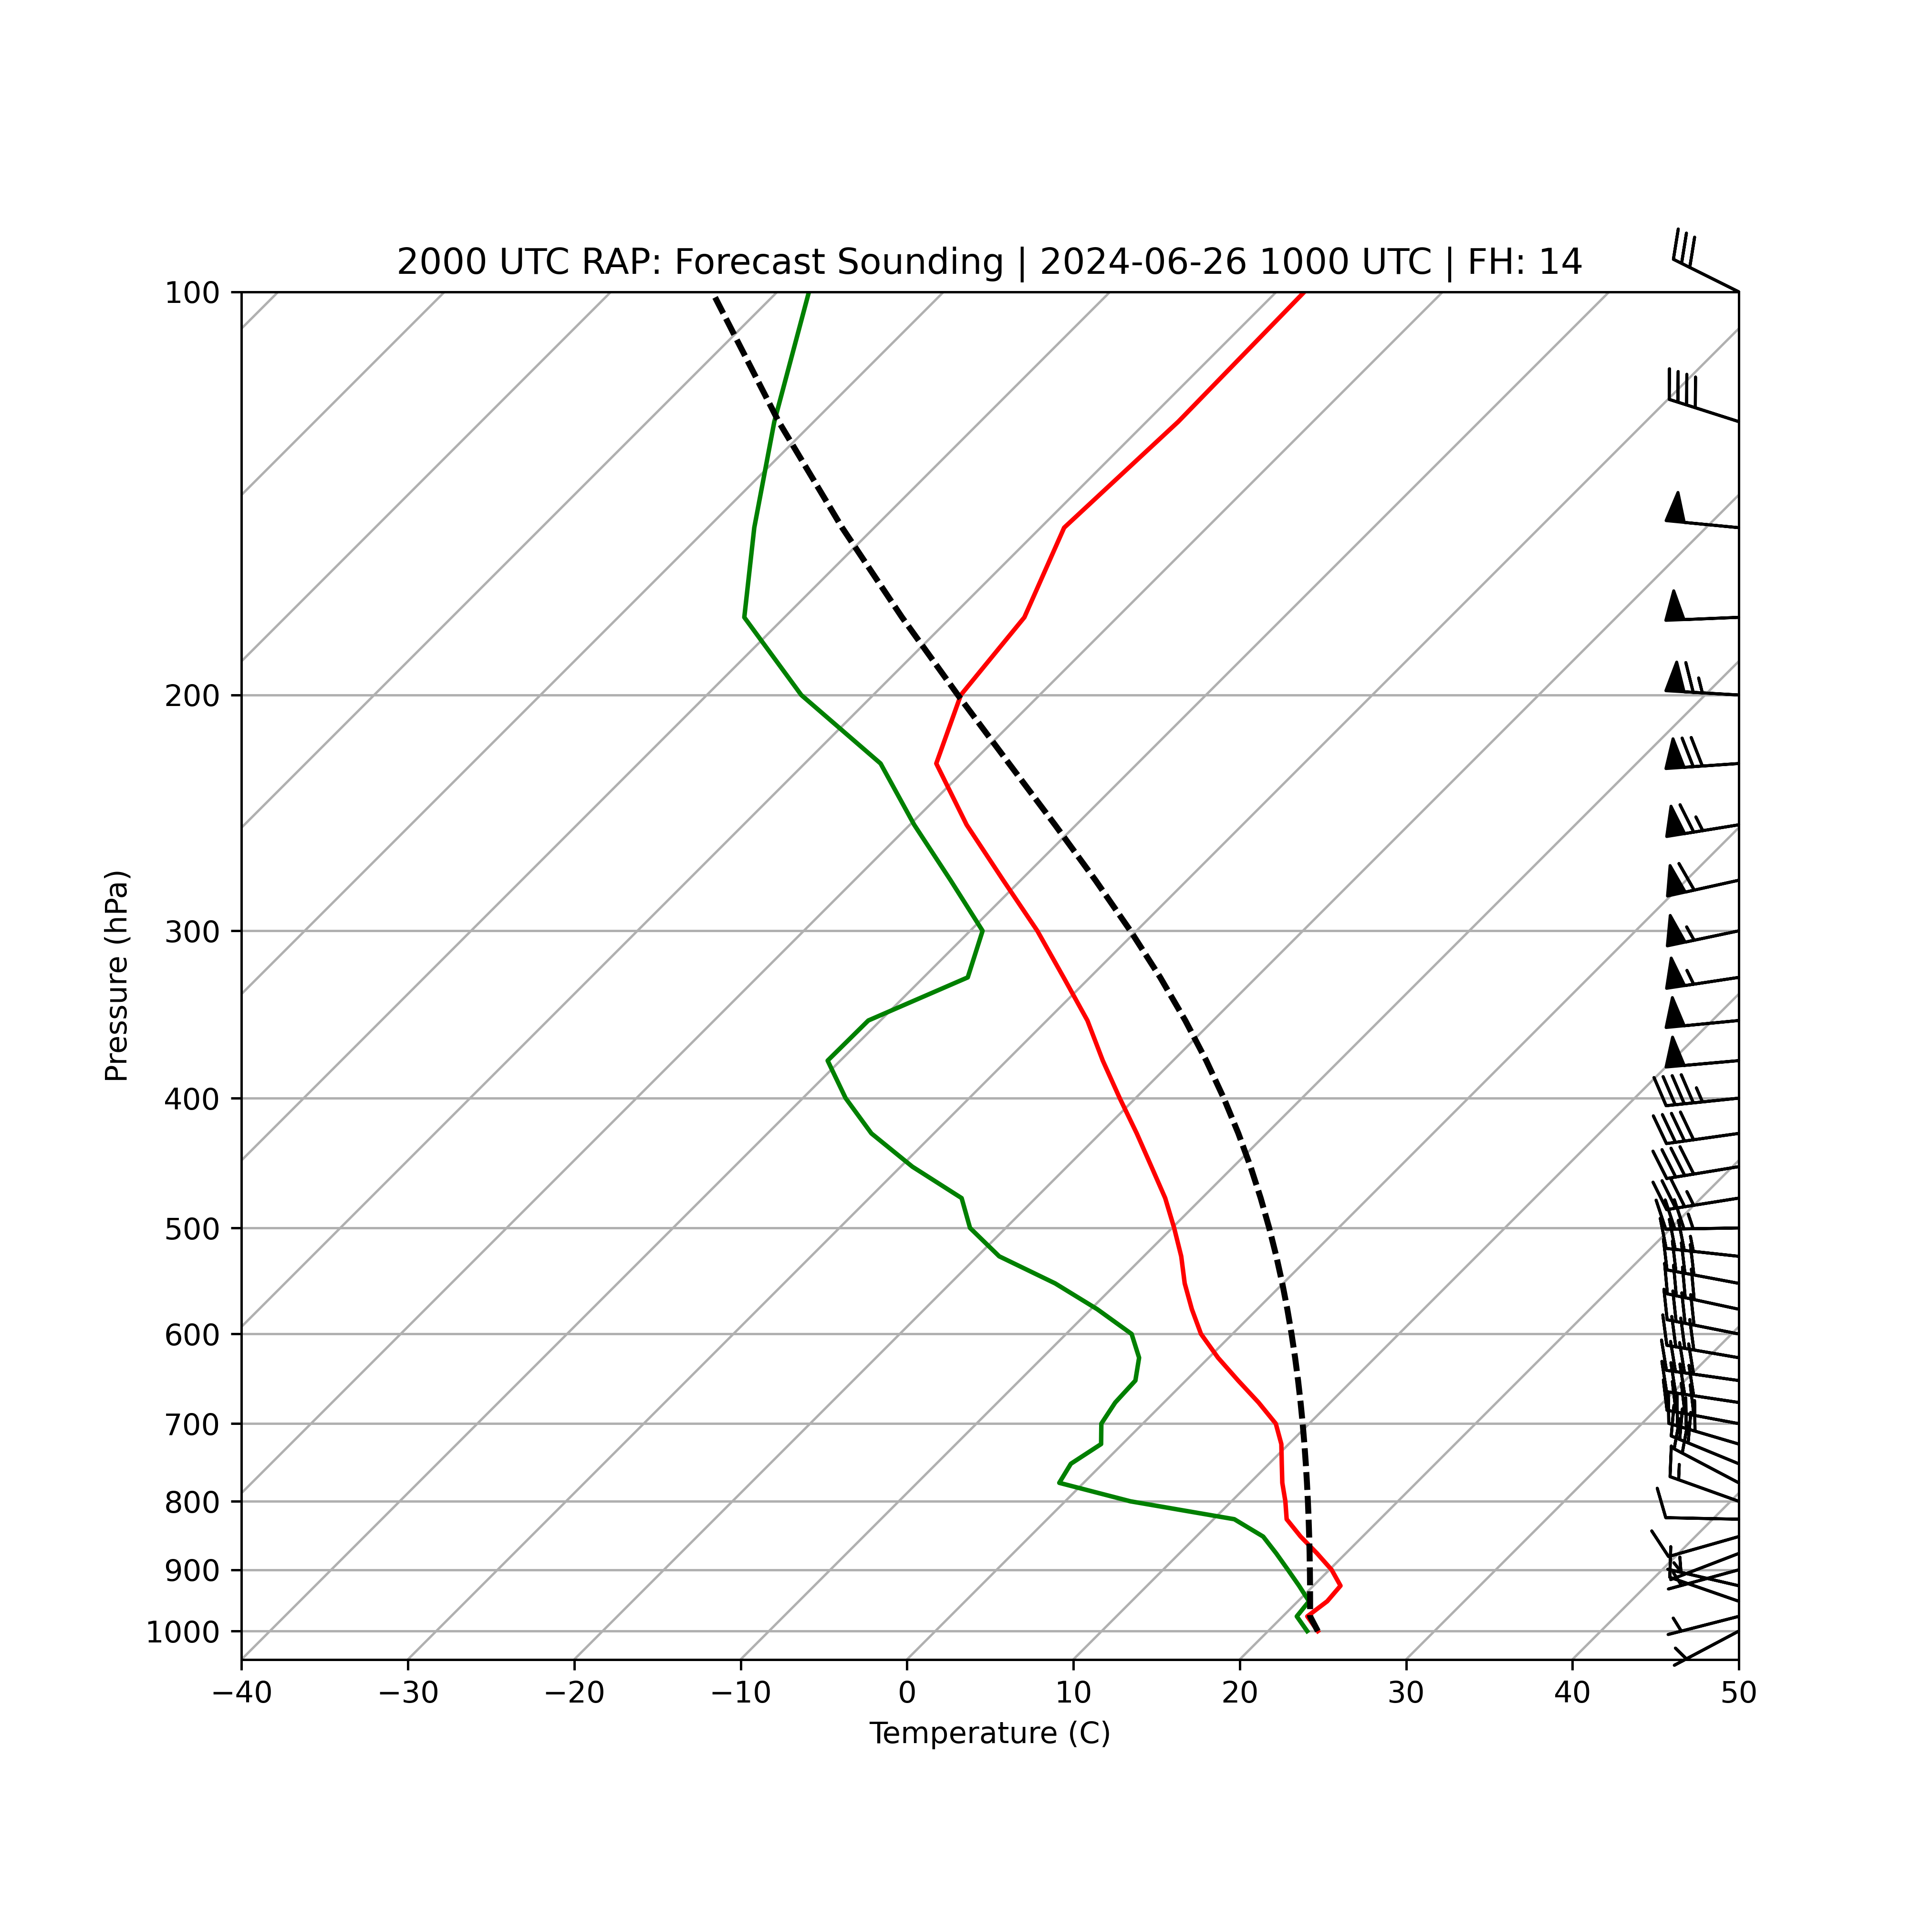 2000 UTC RAP: Forecast Sounding | 2024-06-26 1000 UTC | FH: 14
100
200
300
400
500
600
700
800
900
1000
Pressure (hPa)
−40 −30 −20 −10 0 10 20 30 40 50
Temperature (C)